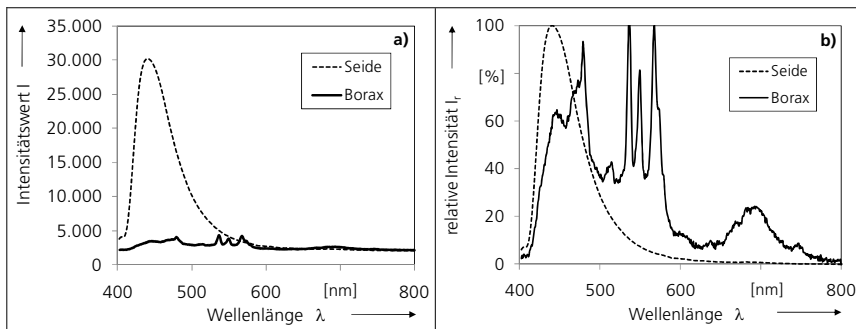 Intensitätswert I
35.000
30.000
25.000
20.000
15.000
10.000
5.000
0
a)
Seide
Borax
400
500
600
[nm]
800
Wellenlänge λ
relative Intensität Iᵣ
100
[%]
60
40
20
0
b)
Seide
Borax
400
500
600
[nm]
800
Wellenlänge λ